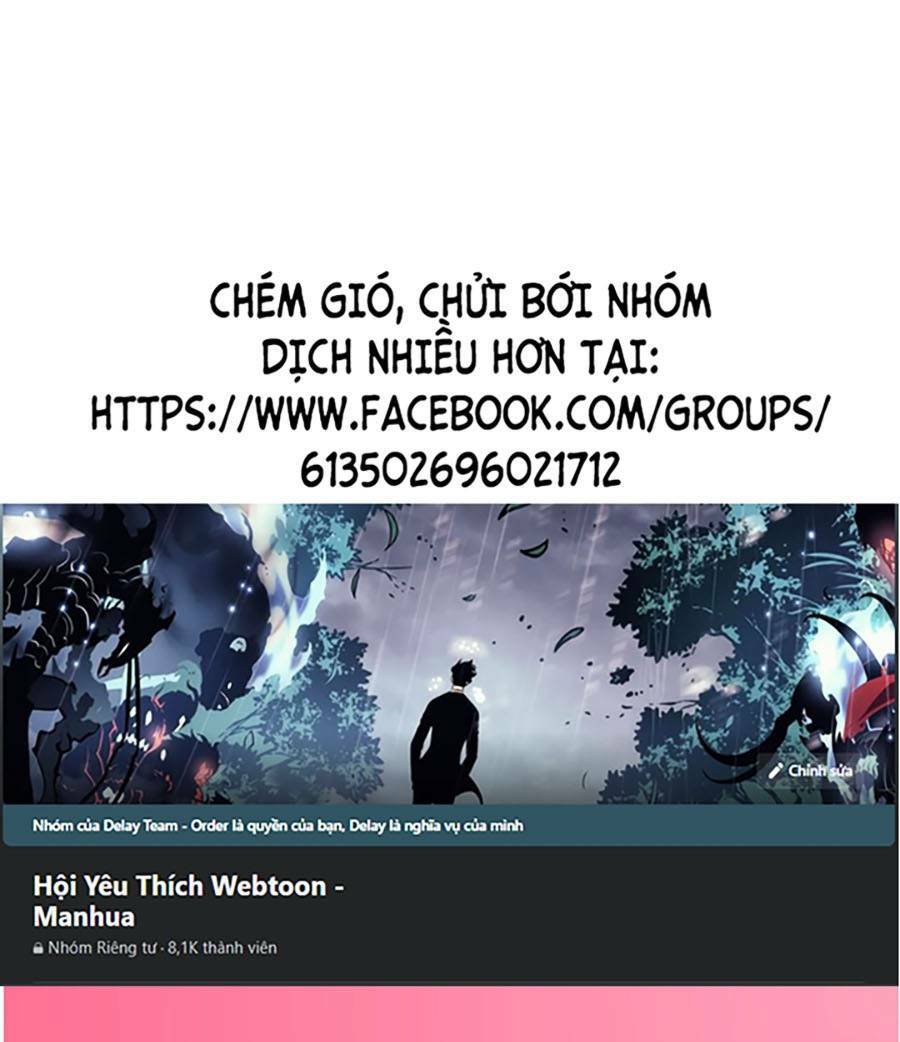 CHÉM GIÓ, CHỬI BỚI NHÓM
DỊCH NHIỀU HƠN TẠI:
HTTPS://WWW.FACEBOOK.COM/GROUPS/
613502696021712
Chỉnh sửa
Nhóm của Delay Team - Order là quyền của bạn, Delay là nghĩa vụ của mình
Hội Yêu Thích Webtoon -
Manhua
Nhóm Riêng tư · 8,1K thành viên